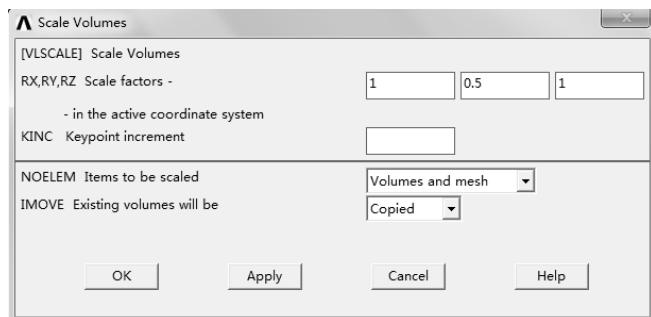 Scale Volumes
[VLSCALE] Scale Volumes
RX,RY,RZ Scale factors - 1 0.5 1
- in the active coordinate system
KINC Keypoint increment
NOELEM Items to be scaled Volumes and mesh
IMOVE Existing volumes will be Copied
OK Apply Cancel Help